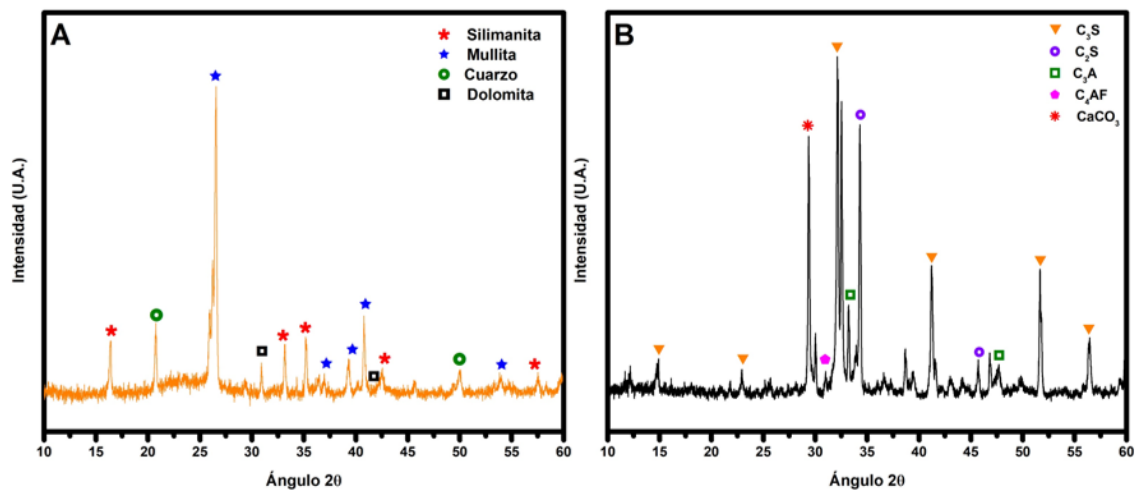 A
Silimanita
Mullita
Cuarzo
Dolomita
Intensidad (U.A.)
10 15 20 25 30 35 40 45 50 55 60
Ángulo 2θ
B
C₃S
C₂S
C₃A
C₄AF
CaCO₃
Intensidad (U.A.)
10 15 20 25 30 35 40 45 50 55 60
Ángulo 2θ